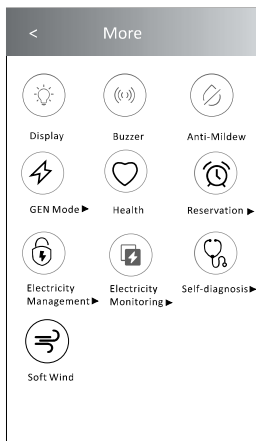 < More
Display Buzzer Anti-Mildew
GEN Mode▶ Health Reservation ▶
Electricity Electricity Self-diagnosis▶
Management▶ Monitoring ▶
Soft Wind